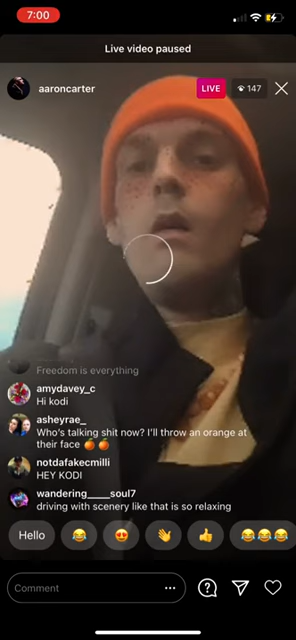 7:00
Live video paused
aaroncarter
LIVE
147
Freedom is everything
amydavey_c
Hi kodi
asheyrae_
Who's talking shit now? I'll throw an orange at
their face 🍊🍊
notdafakecmilli
HEY KODI
wandering____soul7
driving with scenery like that is so relaxing
Hello
Comment